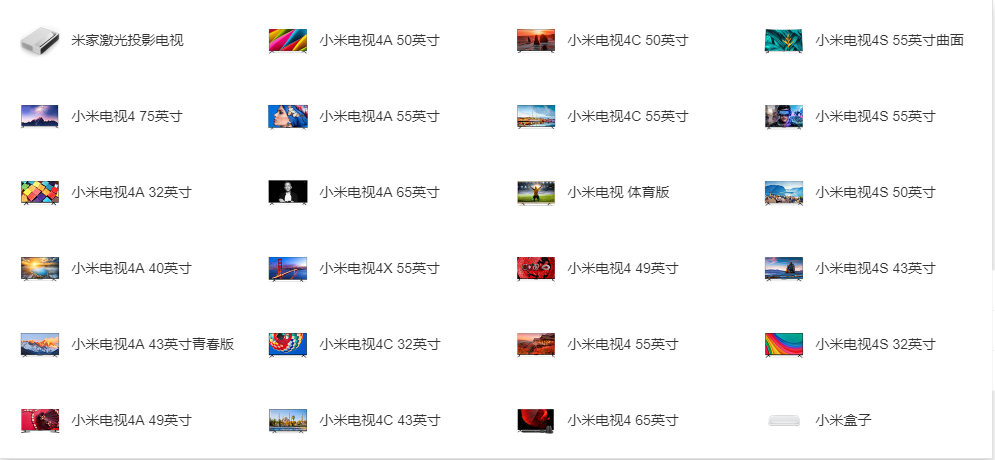 米家激光投影电视
小米电视4A 50英寸
小米电视4C 50英寸
小米电视4S 55英寸曲面
小米电视4 75英寸
小米电视4A 55英寸
小米电视4C 55英寸
小米电视4S 55英寸
小米电视4A 32英寸
小米电视4A 65英寸
小米电视 体育版
小米电视4S 50英寸
小米电视4A 40英寸
小米电视4X 55英寸
小米电视4 49英寸
小米电视4S 43英寸
小米电视4A 43英寸青春版
小米电视4C 32英寸
小米电视4 55英寸
小米电视4S 32英寸
小米电视4A 49英寸
小米电视4C 43英寸
小米电视4 65英寸
小米盒子